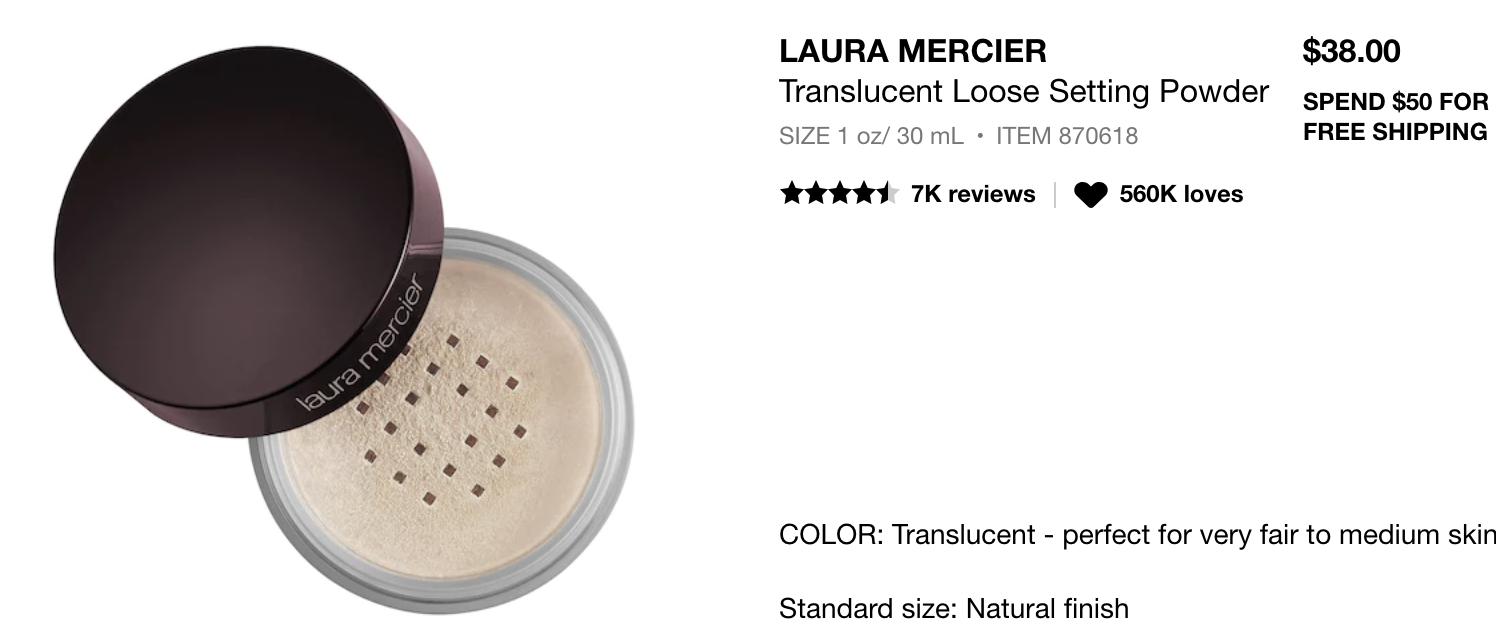 laura mercier
LAURA MERCIER
$38.00
Translucent Loose Setting Powder
SPEND $50 FOR
FREE SHIPPING
SIZE 1 oz/ 30 mL • ITEM 870618
7K reviews | 560K loves
COLOR: Translucent - perfect for very fair to medium skin
Standard size: Natural finish